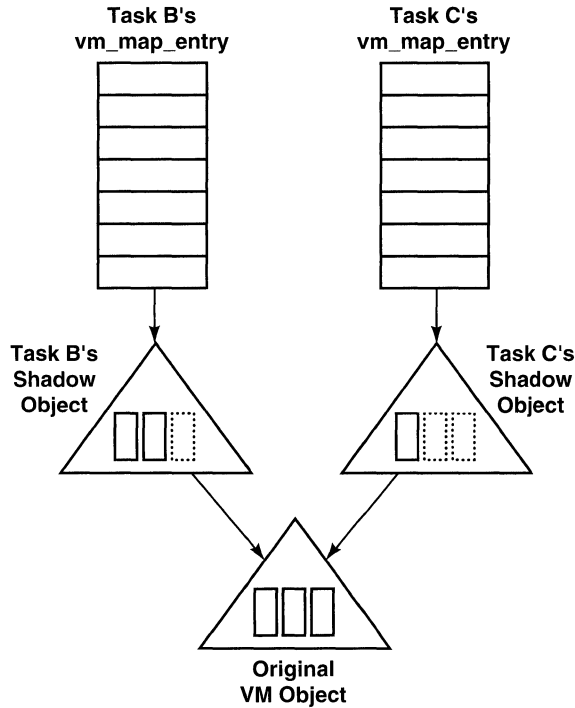 Task B's
vm_map_entry
Task C's
vm_map_entry
Task B's
Shadow
Object
Task C's
Shadow
Object
Original
VM Object